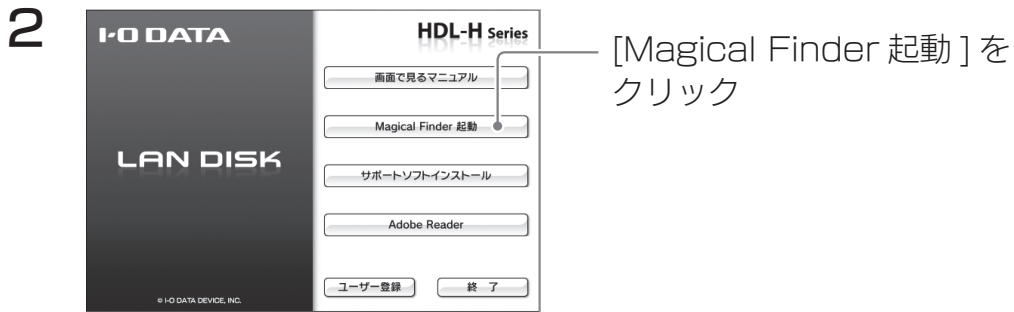 2
I-O DATA
HDL-H Series
画面で見るマニュアル
Magical Finder 起動
LAN DISK
サポートソフトインストール
Adobe Reader
ユーザー登録
終 了
© I-O DATA DEVICE, INC.
[Magical Finder 起動 ] を
クリック